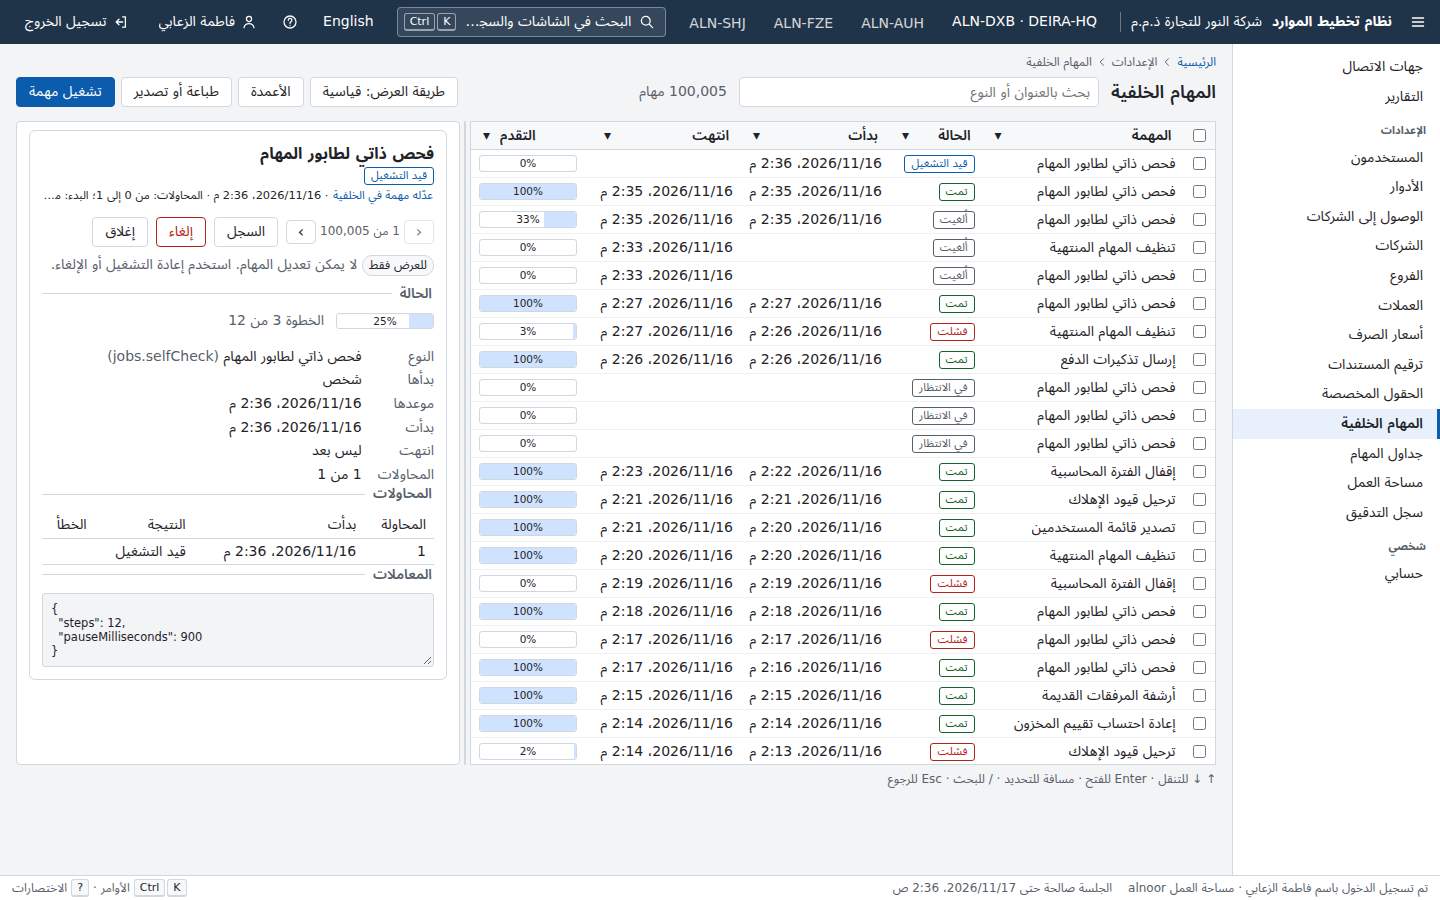 نظام تخطيط الموارد شركة النور للتجارة ذ.م.م ALN-DXB · DEIRA-HQ ALN-AUH ALN-FZE ALN-SHJ البحث في الشاشات والسج... Ctrl K English فاطمة الزعابي تسجيل الخروج
جهات الاتصال
التقارير
الإعدادات
المستخدمون
الأدوار
الوصول إلى الشركات
الشركات
الفروع
العملات
أسعار الصرف
ترقيم المستندات
الحقول المخصصة
المهام الخلفية
جداول المهام
مساحة العمل
سجل التدقيق
شخصي
حسابي
الرئيسية الإعدادات المهام الخلفية
المهام الخلفية بحث بالعنوان أو النوع 100,005 مهام طريقة العرض: قياسية الأعمدة طباعة أو تصدير تشغيل مهمة
المهمة الحالة بدأت انتهت التقدم
فحص ذاتي لطابور المهام قيد التشغيل 2026/11/16، 2:36 م 0%
فحص ذاتي لطابور المهام تمت 2026/11/16، 2:35 م 2026/11/16، 2:35 م 100%
فحص ذاتي لطابور المهام ألغيت 2026/11/16، 2:35 م 2026/11/16، 2:35 م 33%
تنظيف المهام المنتهية ألغيت 2026/11/16، 2:33 م 0%
فحص ذاتي لطابور المهام ألغيت 2026/11/16، 2:33 م 0%
فحص ذاتي لطابور المهام تمت 2026/11/16، 2:27 م 2026/11/16، 2:27 م 100%
تنظيف المهام المنتهية فشلت 2026/11/16، 2:26 م 2026/11/16، 2:27 م 3%
إرسال تذكيرات الدفع تمت 2026/11/16، 2:26 م 2026/11/16، 2:26 م 100%
فحص ذاتي لطابور المهام في الانتظار 0%
فحص ذاتي لطابور المهام في الانتظار 0%
فحص ذاتي لطابور المهام في الانتظار 0%
إقفال الفترة المحاسبية تمت 2026/11/16، 2:22 م 2026/11/16، 2:23 م 100%
ترحيل قيود الإهلاك تمت 2026/11/16، 2:21 م 2026/11/16، 2:21 م 100%
تصدير قائمة المستخدمين تمت 2026/11/16، 2:20 م 2026/11/16، 2:21 م 100%
تنظيف المهام المنتهية تمت 2026/11/16، 2:20 م 2026/11/16، 2:20 م 100%
إقفال الفترة المحاسبية فشلت 2026/11/16، 2:19 م 2026/11/16، 2:19 م 0%
فحص ذاتي لطابور المهام تمت 2026/11/16، 2:18 م 2026/11/16، 2:18 م 100%
فحص ذاتي لطابور المهام فشلت 2026/11/16، 2:17 م 2026/11/16، 2:17 م 0%
فحص ذاتي لطابور المهام تمت 2026/11/16، 2:16 م 2026/11/16، 2:17 م 100%
أرشفة المرفقات القديمة تمت 2026/11/16، 2:15 م 2026/11/16، 2:15 م 100%
إعادة احتساب تقييم المخزون تمت 2026/11/16، 2:14 م 2026/11/16، 2:14 م 100%
ترحيل قيود الإهلاك فشلت 2026/11/16، 2:13 م 2026/11/16، 2:14 م 2%
↑ ↓ للتنقل · Enter للفتح · مسافة للتحديد · / للبحث · Esc للرجوع
فحص ذاتي لطابور المهام
قيد التشغيل
عدّله مهمة في الخلفية · 2026/11/16، 2:36 م · المحاولات: من 0 إلى 1؛ البدء: م...
1 من 100,005 السجل إلغاء إغلاق
للعرض فقط لا يمكن تعديل المهام. استخدم إعادة التشغيل أو الإلغاء.
الحالة
25% الخطوة 3 من 12
النوع فحص ذاتي لطابور المهام (jobs.selfCheck)
بدأها شخص
موعدها 2026/11/16، 2:36 م
بدأت 2026/11/16، 2:36 م
انتهت ليس بعد
المحاولات 1 من 1
المحاولات
المحاولة بدأت النتيجة الخطأ
1 2026/11/16، 2:36 م قيد التشغيل
المعاملات
{
"steps": 12,
"pauseMilliseconds": 900
}
تم تسجيل الدخول باسم فاطمة الزعابي · مساحة العمل alnoor الجلسة صالحة حتى 2026/11/17، 2:36 ص Ctrl K الأوامر · ? الاختصارات